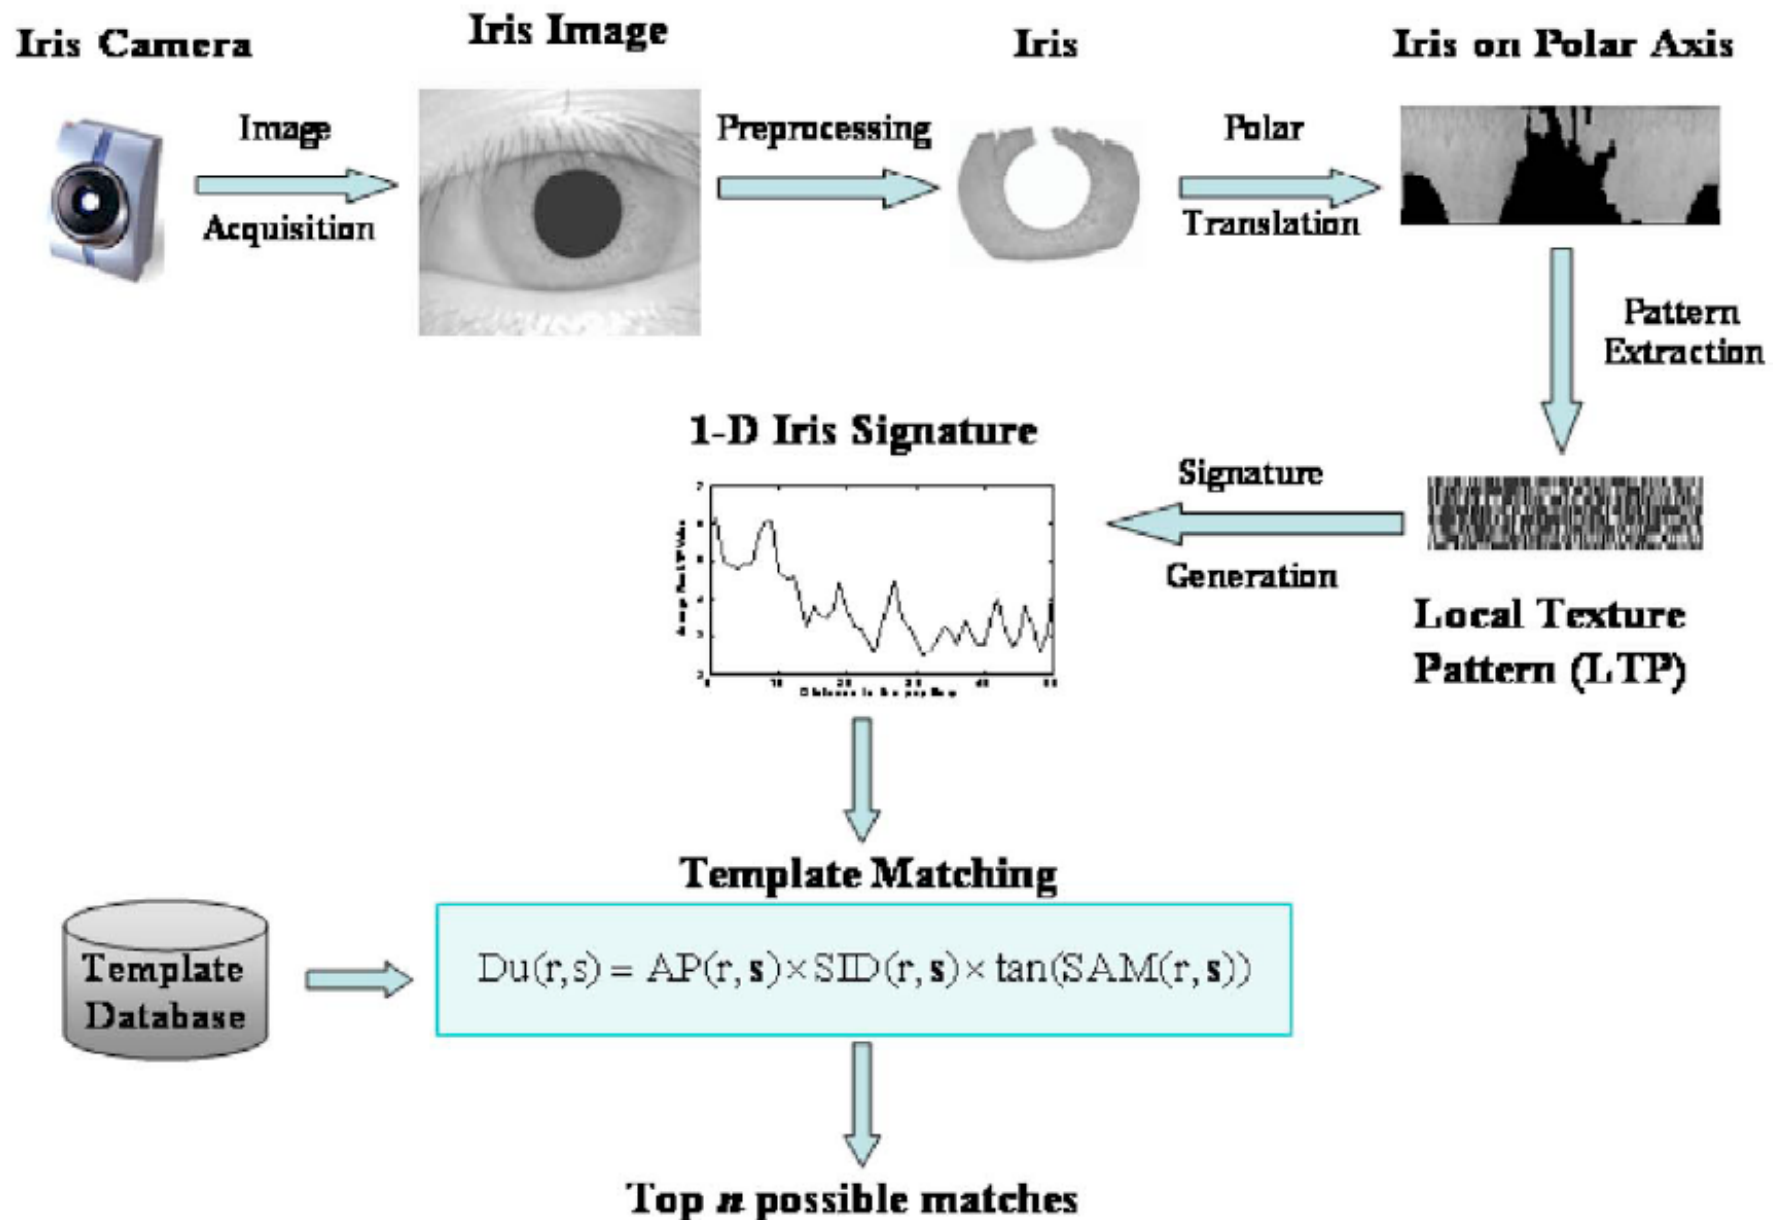 Iris Camera
Image
Acquisition
Iris Image
Preprocessing
Iris
Polar
Translation
Iris on Polar Axis
Pattern
Extraction
Local Texture
Pattern (LTP)
Signature
Generation
1-D Iris Signature
7
Template Matching
Template
Database
Du(r,s) = AP(r, s)×SID(r, s)× tan(SAM(r, s))
Top n possible matches